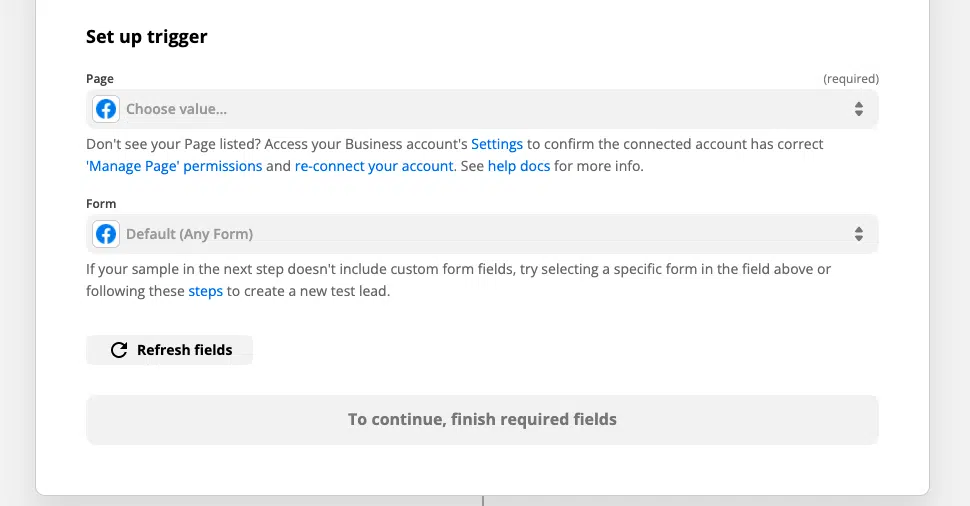 Set up trigger
Page (required)
Choose value...
Don't see your Page listed? Access your Business account's Settings to confirm the connected account has correct
'Manage Page' permissions and re-connect your account. See help docs for more info.
Form
Default (Any Form)
If your sample in the next step doesn't include custom form fields, try selecting a specific form in the field above or
following these steps to create a new test lead.
Refresh fields
To continue, finish required fields